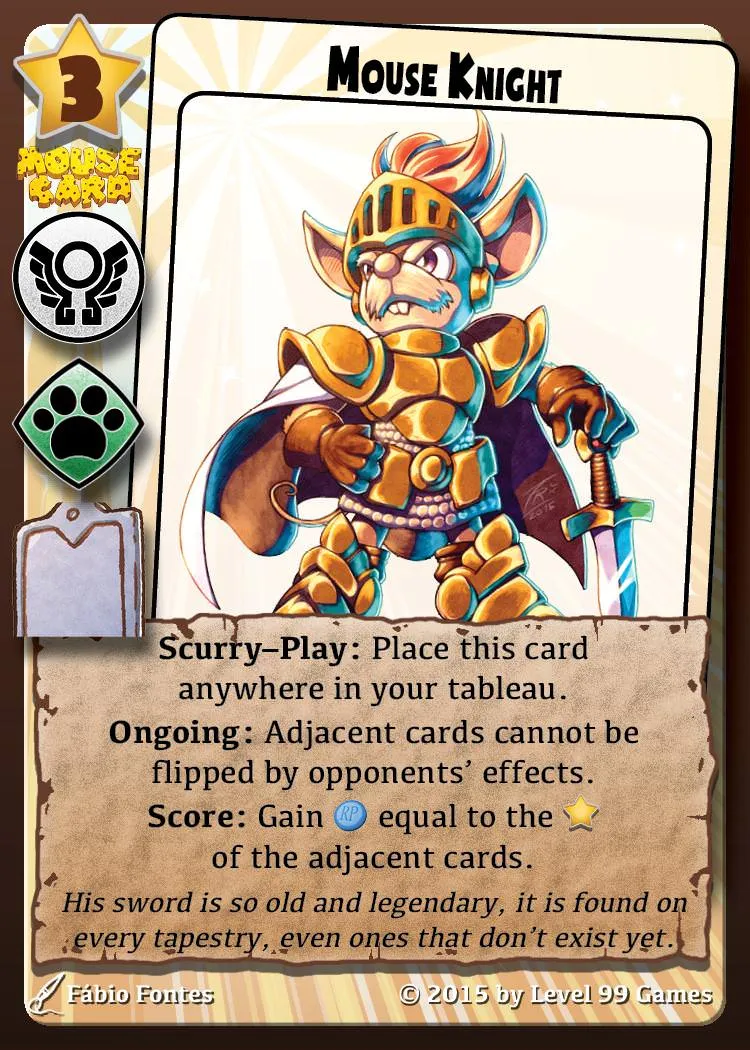 3
MOUSE
CARD
MOUSE KNIGHT
2015
Scurry–Play: Place this card
anywhere in your tableau.
Ongoing: Adjacent cards cannot be
flipped by opponents’ effects.
Score: Gain RP equal to the
of the adjacent cards.
His sword is so old and legendary, it is found on
every tapestry, even ones that don’t exist yet.
Fábio Fontes
© 2015 by Level 99 Games